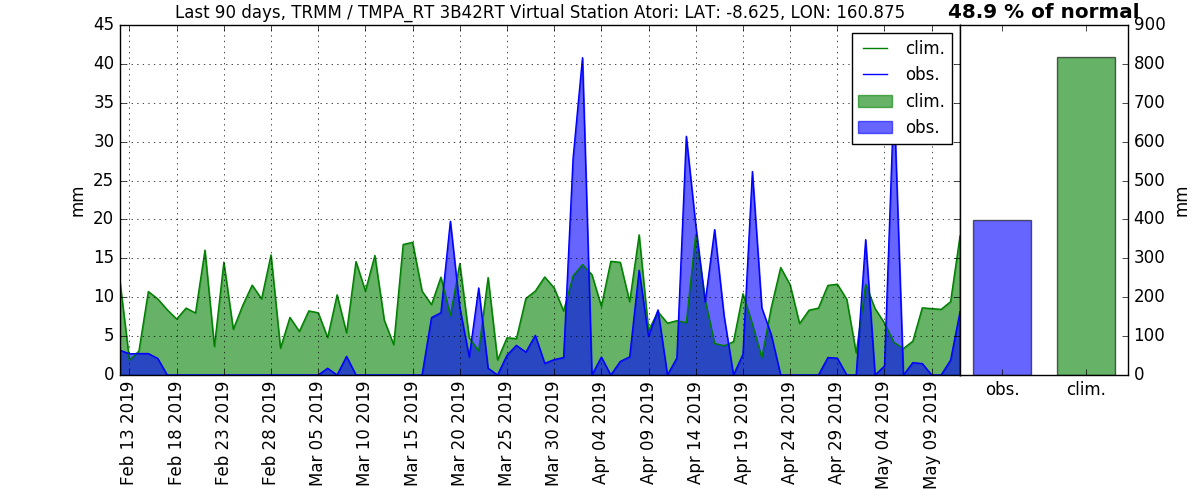 Last 90 days, TRMM / TMPA_RT 3B42RT Virtual Station Atori: LAT: -8.625, LON: 160.875
48.9 % of normal
45
40
35
30
25
20
15
10
5
0
mm
clim.
obs.
clim.
obs.
900
800
700
600
500
400
300
200
100
0
mm
Feb 13 2019
Feb 18 2019
Feb 23 2019
Feb 28 2019
Mar 05 2019
Mar 10 2019
Mar 15 2019
Mar 20 2019
Mar 25 2019
Mar 30 2019
Apr 04 2019
Apr 09 2019
Apr 14 2019
Apr 19 2019
Apr 24 2019
Apr 29 2019
May 04 2019
May 09 2019
obs.
clim.